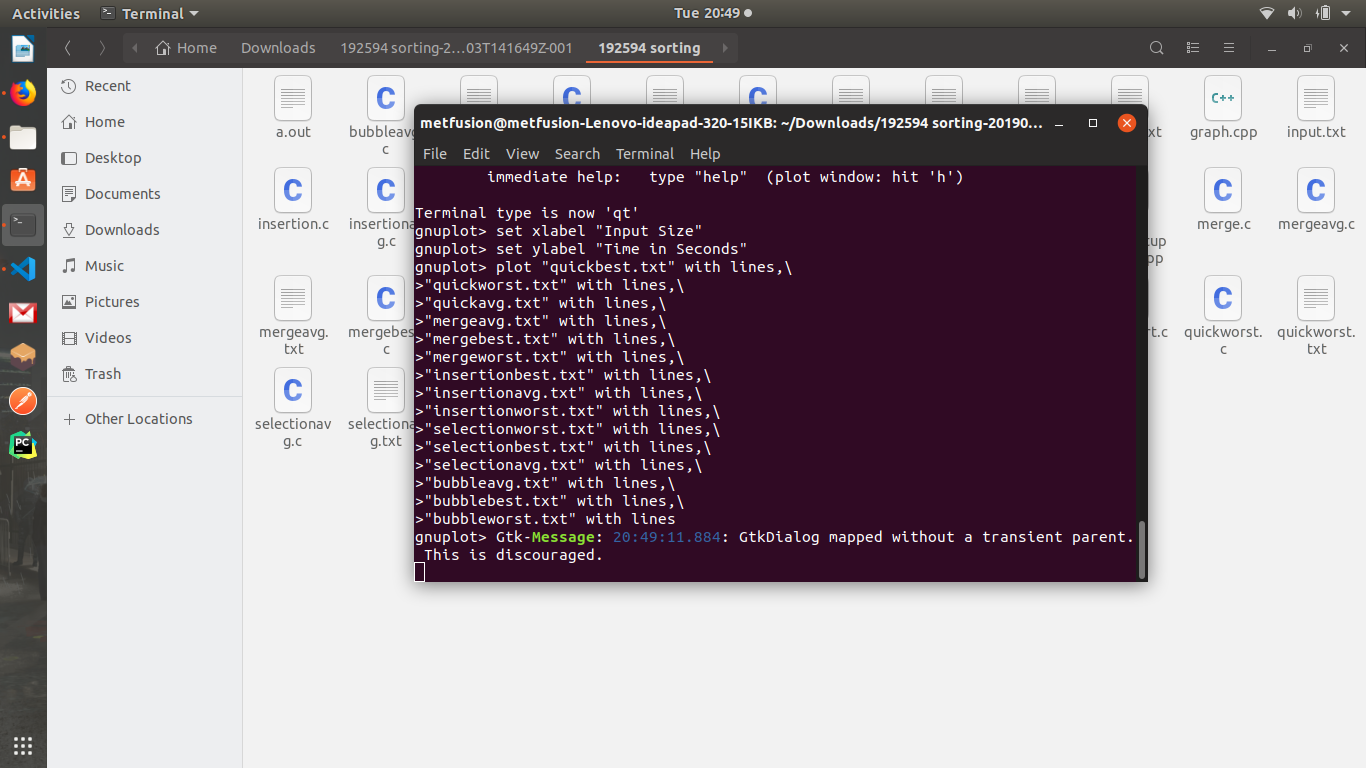 Activities Terminal Tue 20:49
Home Downloads 192594 sorting-2…03T141649Z-001 192594 sorting
Recent
Home
Desktop
Documents
Downloads
Music
Pictures
Videos
Trash
Other Locations
a.out
bubbleavg.c
graph.cpp
input.txt
insertion.c
insertionavg.c
merge.c
mergeavg.c
mergeavg.txt
mergebest.c
quickworst.c
quickworst.txt
selectionavg.c
selectionavg.txt
metfusion@metfusion-Lenovo-ideapad-320-15IKB: ~/Downloads/192594 sorting-20190…
File Edit View Search Terminal Help
immediate help: type "help" (plot window: hit 'h')
Terminal type is now 'qt'
gnuplot> set xlabel "Input Size"
gnuplot> set ylabel "Time in Seconds"
gnuplot> plot "quickbest.txt" with lines,\
>"quickworst.txt" with lines,\
>"quickavg.txt" with lines,\
>"mergeavg.txt" with lines,\
>"mergebest.txt" with lines,\
>"mergeworst.txt" with lines,\
>"insertionbest.txt" with lines,\
>"insertionavg.txt" with lines,\
>"insertionworst.txt" with lines,\
>"selectionworst.txt" with lines,\
>"selectionbest.txt" with lines,\
>"selectionavg.txt" with lines,\
>"bubbleavg.txt" with lines,\
>"bubblebest.txt" with lines,\
>"bubbleworst.txt" with lines
gnuplot> Gtk-Message: 20:49:11.884: GtkDialog mapped without a transient parent.
This is discouraged.